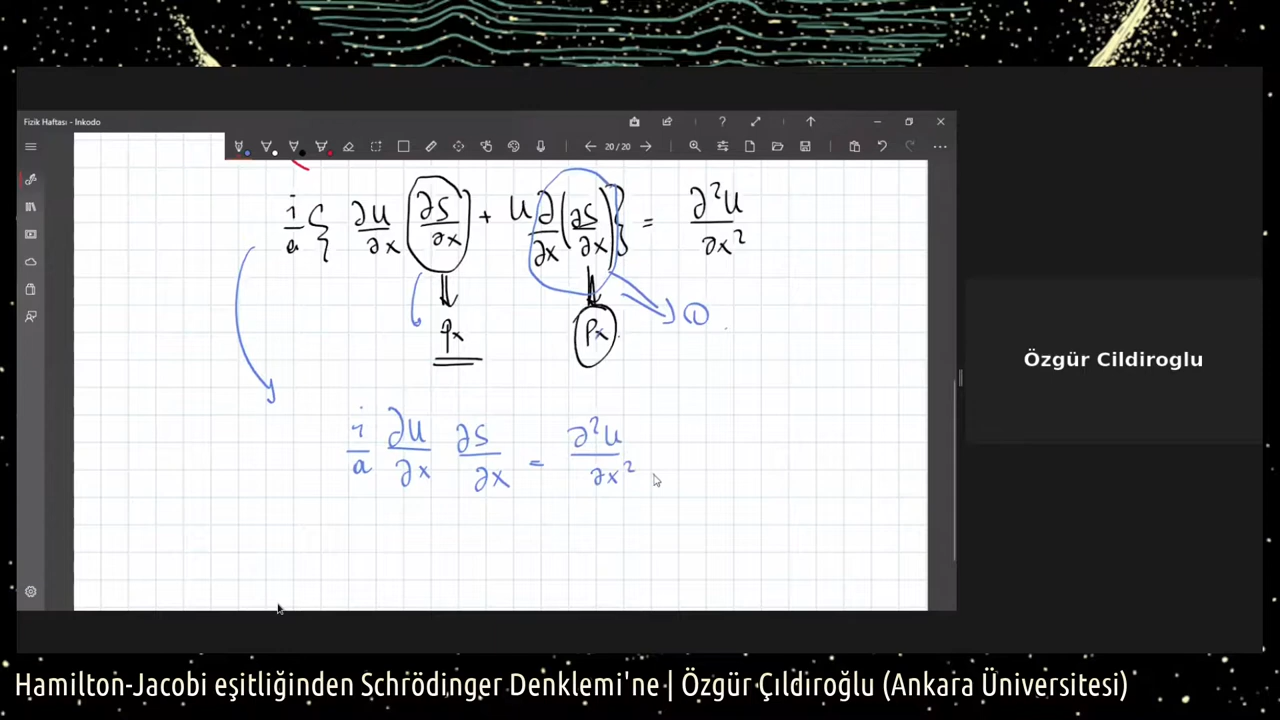 Fizik Haftası - Inkodo
20 / 20
i/a { ∂u/∂x ∂S/∂x + u ∂/∂x (∂S/∂x) } = ∂²u/∂x²
Px
Px
①
i/a ∂u/∂x ∂S/∂x = ∂²u/∂x²
Özgür Cildiroglu
Hamilton-Jacobi eşitliğinden Schrödinger Denklemi'ne | Özgür Çıldıroğlu (Ankara Üniversitesi)